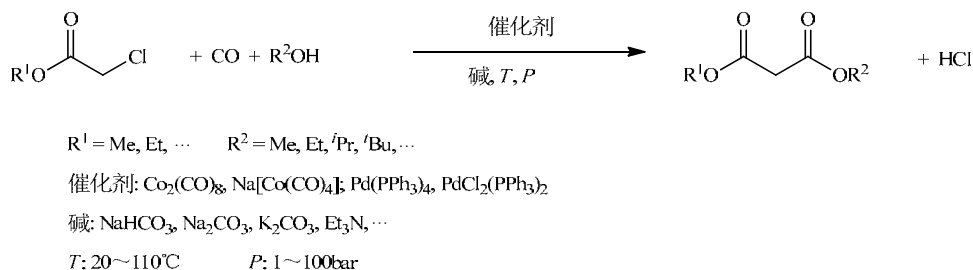 O O O
R¹O Cl + CO + R²OH 催化剂 R¹O OR² + HCl
碱, T, P
R¹ = Me, Et, ··· R² = Me, Et, ⁱPr, ᵗBu,···
催化剂: Co₂(CO)₈, Na[Co(CO)₄]; Pd(PPh₃)₄, PdCl₂(PPh₃)₂
碱: NaHCO₃, Na₂CO₃, K₂CO₃, Et₃N, ···
T: 20～110℃ P: 1～100bar